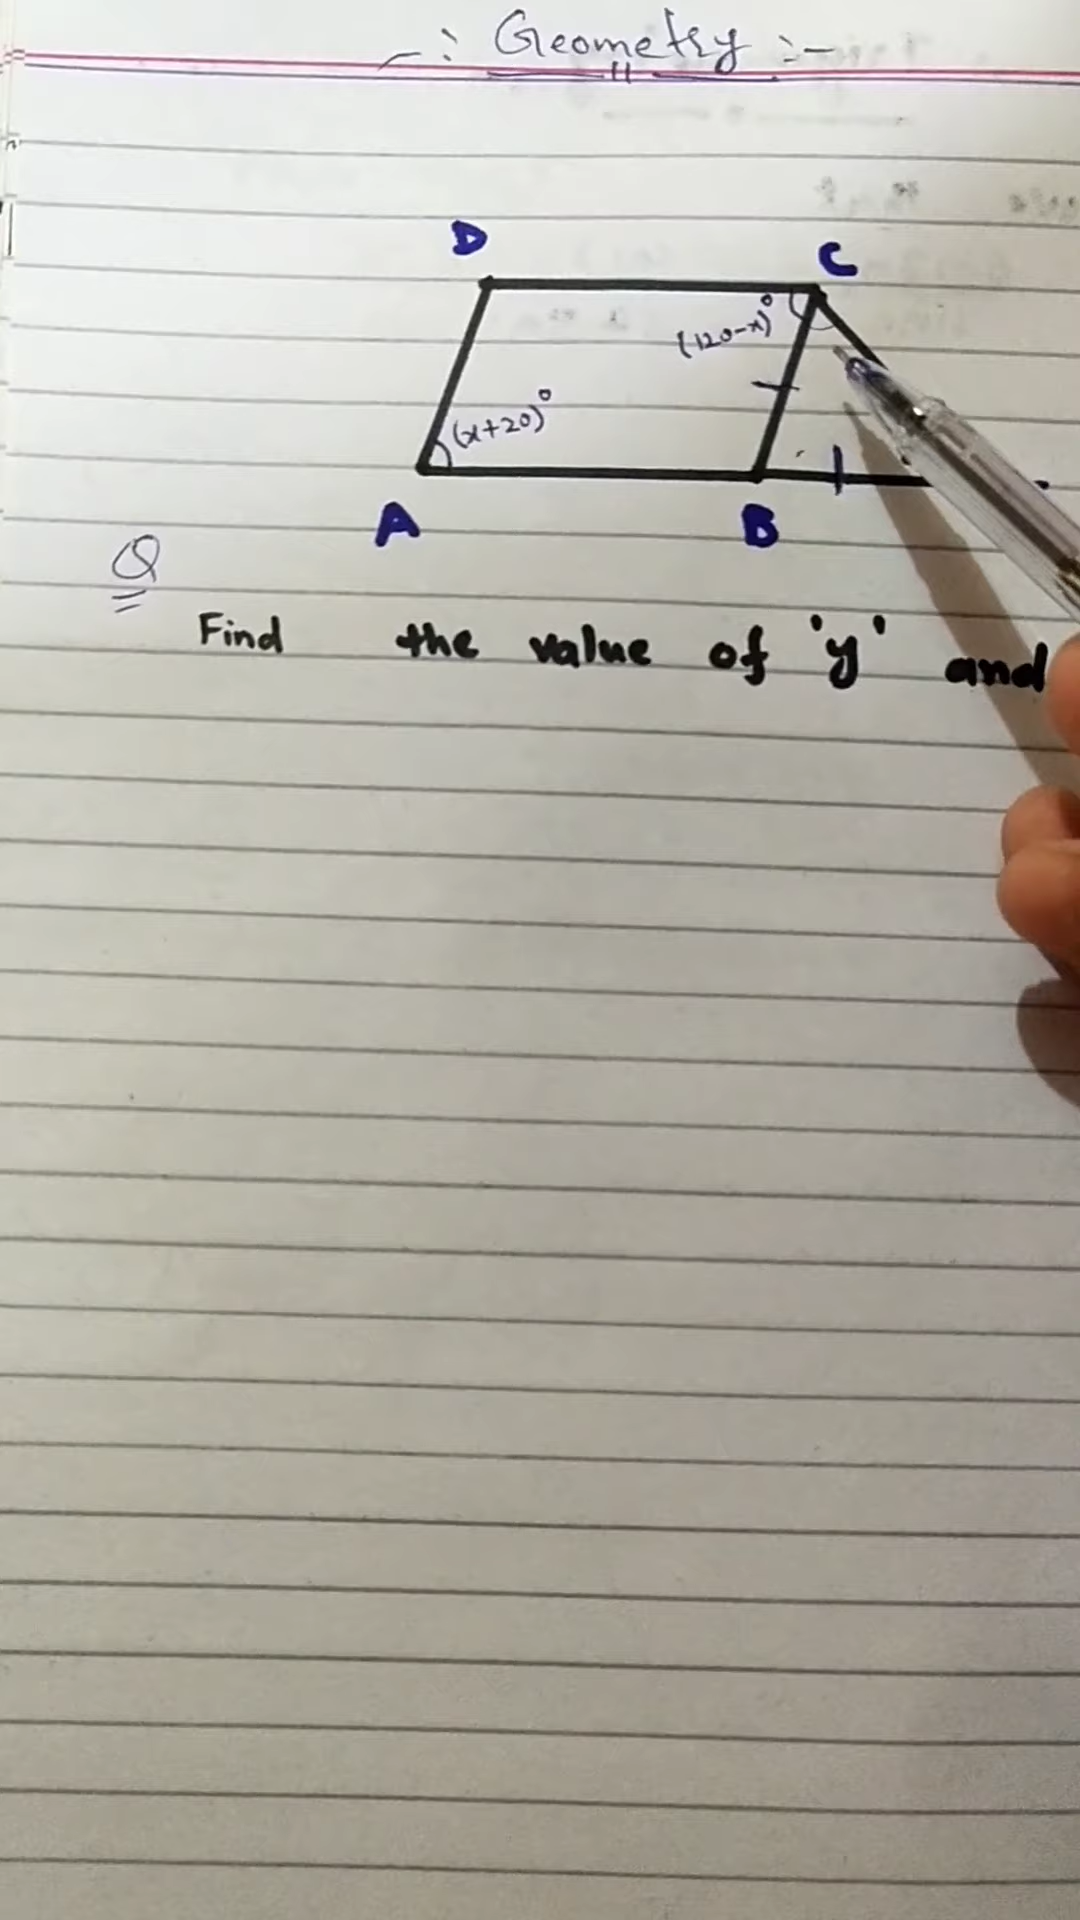 -: Geometry :-
D
C
(120-x)°
(x+20)°
A
B
Q
Find the value of 'y' and